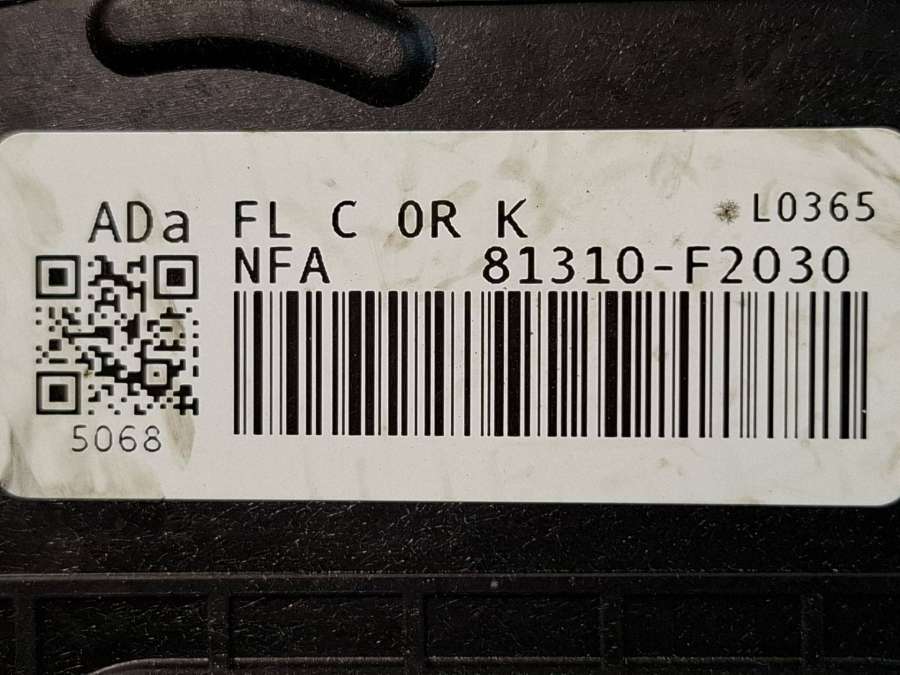 ADa FL C 0R K *L0365
NFA 81310-F2030
5068